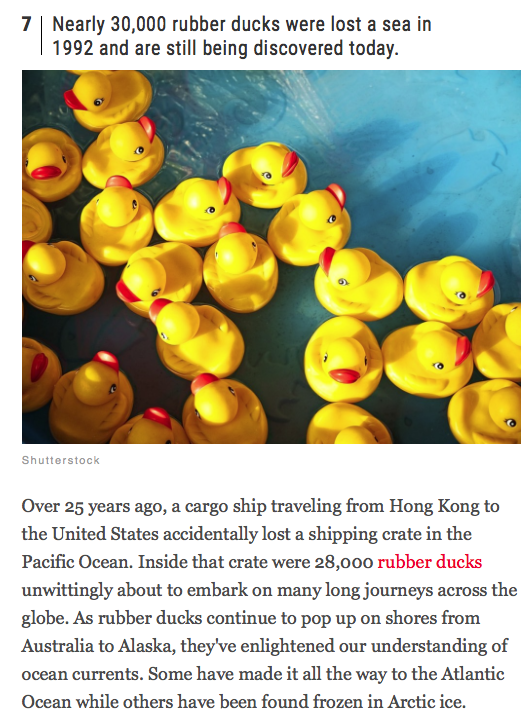 7 Nearly 30,000 rubber ducks were lost a sea in
1992 and are still being discovered today.
Shutterstock
Over 25 years ago, a cargo ship traveling from Hong Kong to
the United States accidentally lost a shipping crate in the
Pacific Ocean. Inside that crate were 28,000 rubber ducks
unwittingly about to embark on many long journeys across the
globe. As rubber ducks continue to pop up on shores from
Australia to Alaska, they've enlightened our understanding of
ocean currents. Some have made it all the way to the Atlantic
Ocean while others have been found frozen in Arctic ice.